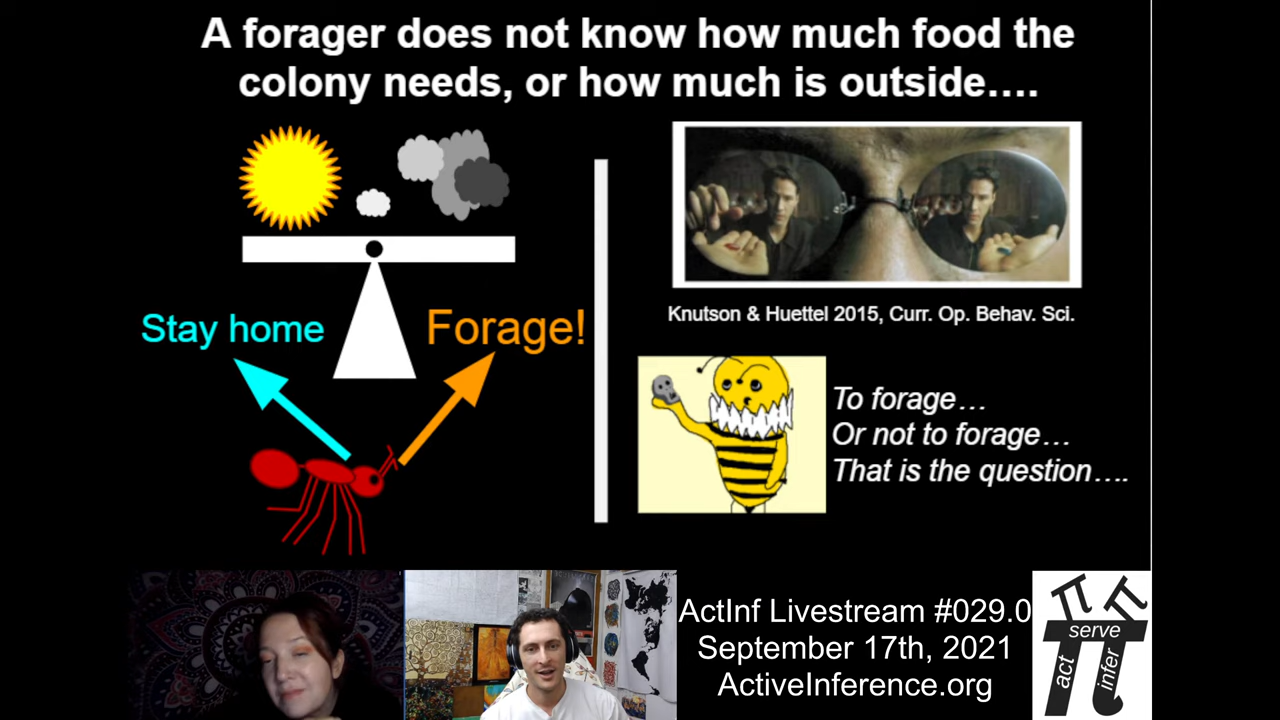 A forager does not know how much food the
colony needs, or how much is outside....
Stay home
Forage!
Knutson & Huettel 2015, Curr. Op. Behav. Sci.
To forage…
Or not to forage…
That is the question….
ActInf Livestream #029.0
September 17th, 2021
ActiveInference.org
π π
serve
act
infer